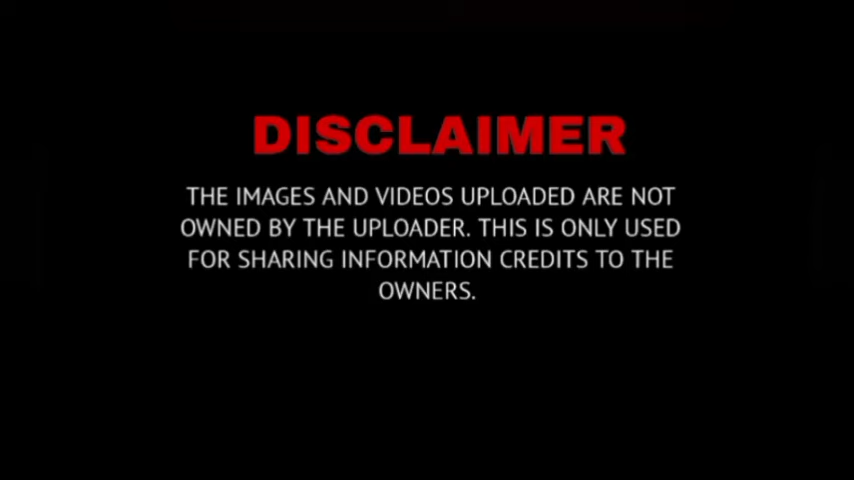 DISCLAIMER
THE IMAGES AND VIDEOS UPLOADED ARE NOT
OWNED BY THE UPLOADER. THIS IS ONLY USED
FOR SHARING INFORMATION CREDITS TO THE
OWNERS.